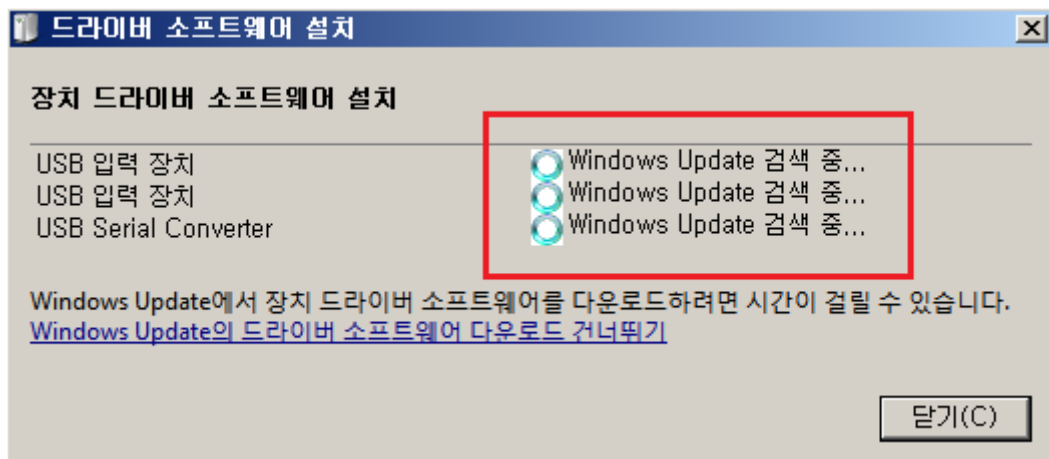 드라이버 소프트웨어 설치
장치 드라이버 소프트웨어 설치
USB 입력 장치 Windows Update 검색 중...
USB 입력 장치 Windows Update 검색 중...
USB Serial Converter Windows Update 검색 중...
Windows Update에서 장치 드라이버 소프트웨어를 다운로드하려면 시간이 걸릴 수 있습니다.
Windows Update의 드라이버 소프트웨어 다운로드 건너뛰기
닫기(C)